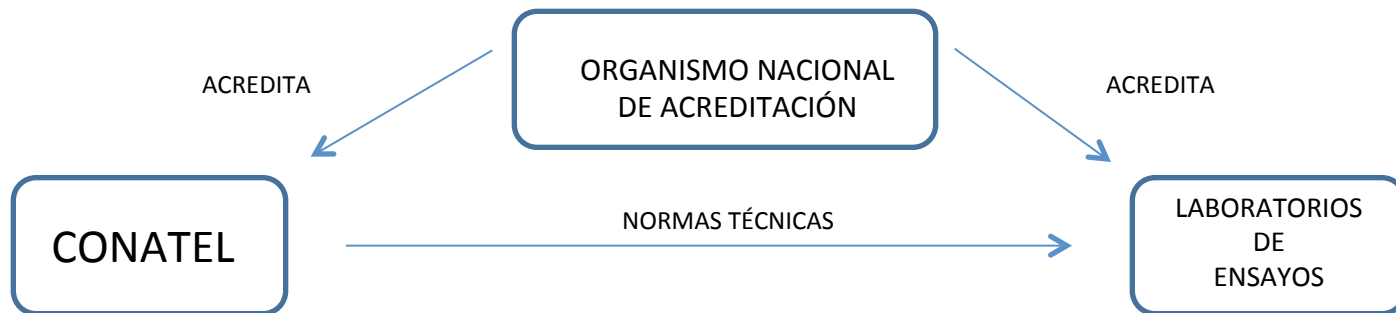 ORGANISMO NACIONAL
DE ACREDITACIÓN
ACREDITA
ACREDITA
CONATEL
NORMAS TÉCNICAS
LABORATORIOS
DE
ENSAYOS